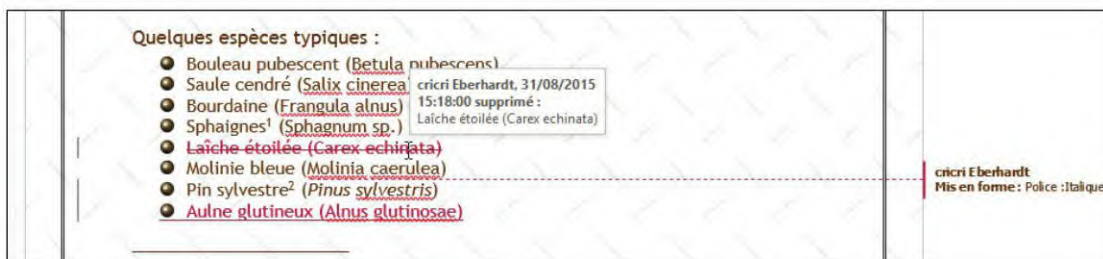 Quelques espèces typiques :
Bouleau pubescent (Betula pubescens)
Saule cendré (Salix cinerea
Bourdaine (Frangula alnus)
Sphaignes¹ (Sphagnum sp.)
Laîche étoilée (Carex echinata)
Molinie bleue (Molinia caerulea)
Pin sylvestre² (Pinus sylvestris)
Aulne glutineux (Alnus glutinosae)
cricri Eberhardt, 31/08/2015
15:18:00 supprimé :
Laîche étoilée (Carex echinata)
cricri Eberhardt
Mis en forme : Police :Italique